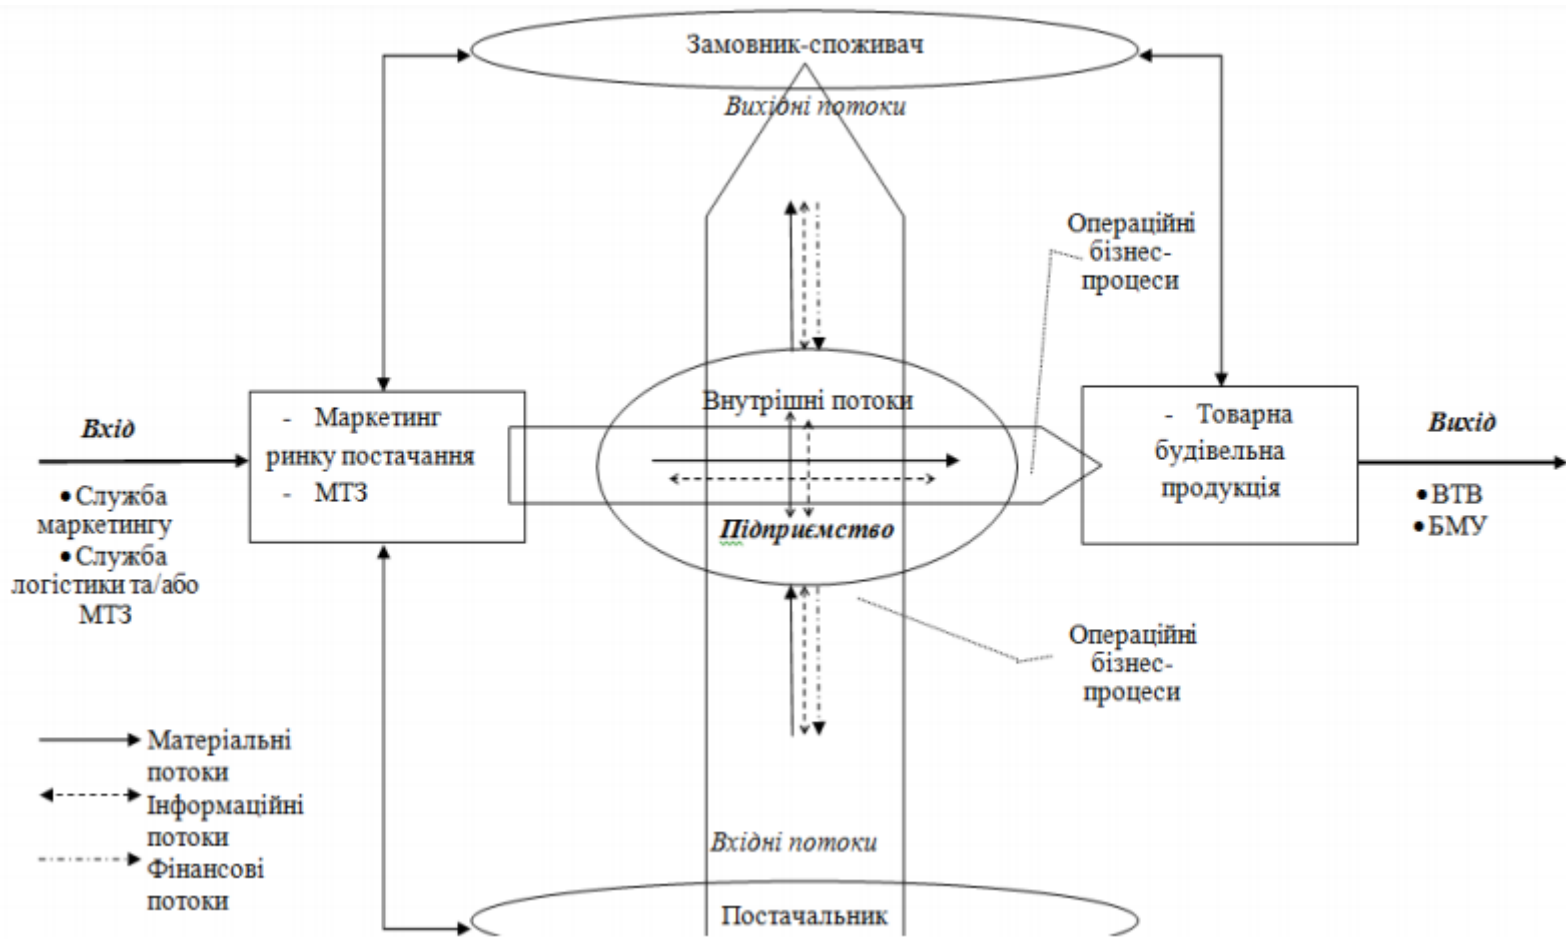 Замовник-споживач
Вихідні потоки
Операційні
бізнес-
процеси
Внутрішні потоки
Підприємство
Вхід
• Служба
маркетингу
• Служба
логістики та/або
МТЗ
- Маркетинг
ринку постачання
- МТЗ
- Товарна
будівельна
продукція
Вихід
• ВТВ
• БМУ
Операційні
бізнес-
процеси
Матеріальні
потоки
Інформаційні
потоки
Фінансові
потоки
Вхідні потоки
Постачальник